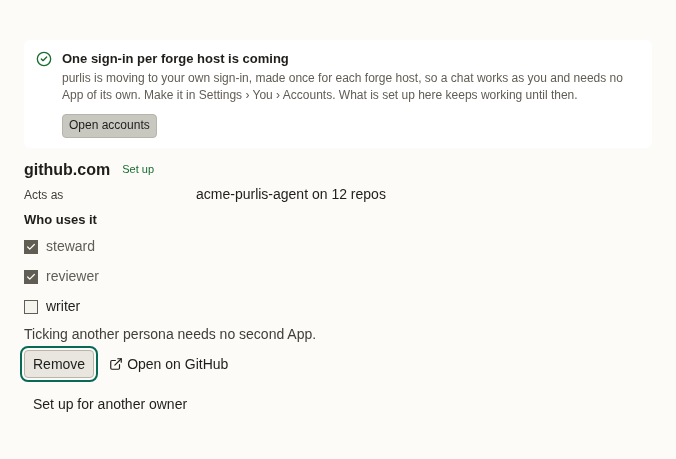 One sign-in per forge host is coming
purlis is moving to your own sign-in, made once for each forge host, so a chat works as you and needs no
App of its own. Make it in Settings › You › Accounts. What is set up here keeps working until then.
Open accounts
github.com Set up
Acts as acme-purlis-agent on 12 repos
Who uses it
steward
reviewer
writer
Ticking another persona needs no second App.
Remove Open on GitHub
Set up for another owner